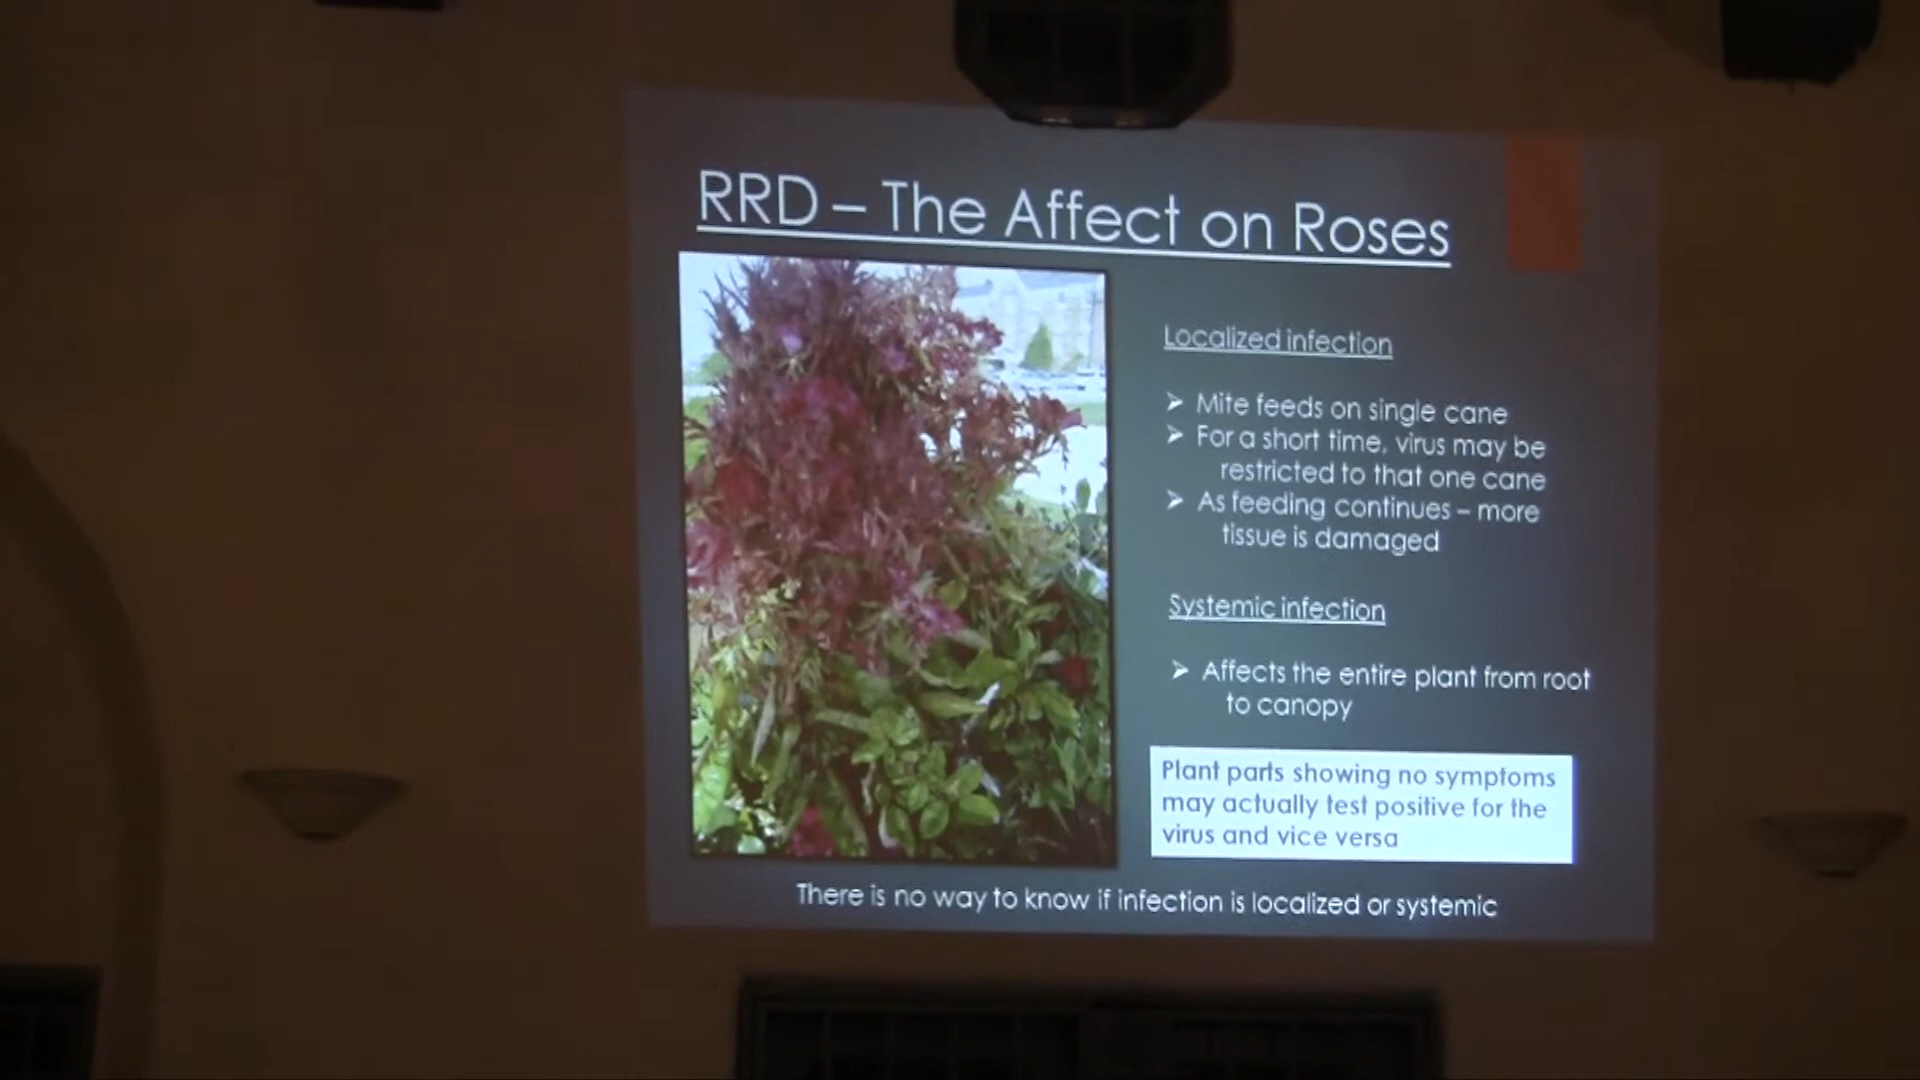 RRD – The Affect on Roses
Localized infection
➢ Mite feeds on single cane
➢ For a short time, virus may be
restricted to that one cane
➢ As feeding continues – more
tissue is damaged
Systemic infection
➢ Affects the entire plant from root
to canopy
Plant parts showing no symptoms
may actually test positive for the
virus and vice versa
There is no way to know if infection is localized or systemic